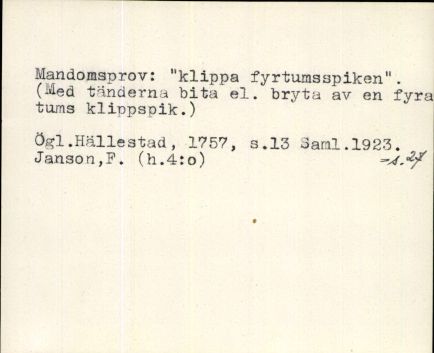 Mandomsprov: "klippa fyrtumsspiken".
(Med tänderna bita el. bryta av en fyra
tums klippspik.)
Ögl.Hällestad, 1757, s.13 Saml.1923.
Janson,F. (h.4:o) =s.27